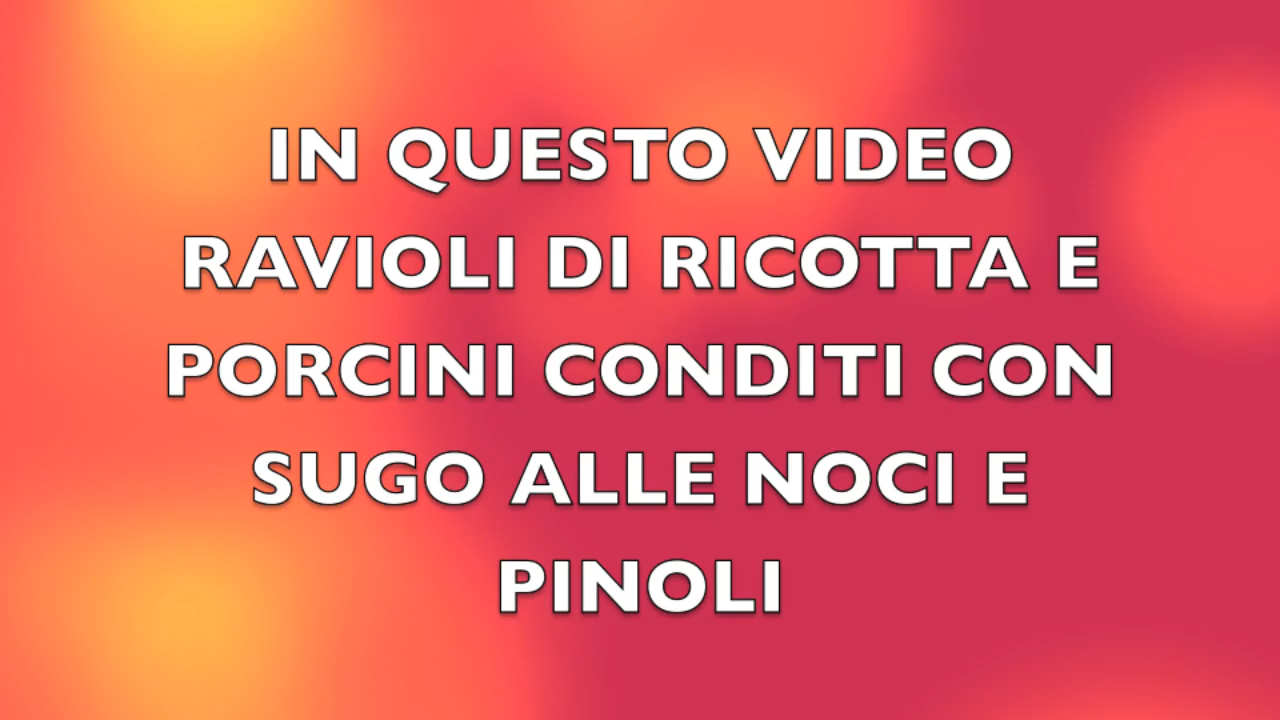 IN QUESTO VIDEO
RAVIOLI DI RICOTTA E
PORCINI CONDITI CON
SUGO ALLE NOCI E
PINOLI